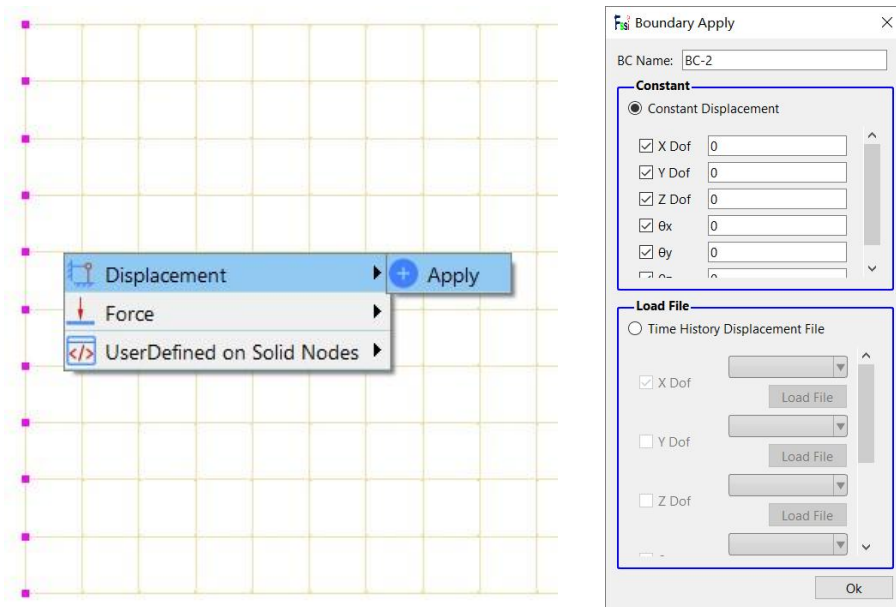 Displacement
Apply
Force
</> UserDefined on Solid Nodes
Fssi Boundary Apply
BC Name: BC-2
Constant
Constant Displacement
X Dof 0
Y Dof 0
Z Dof 0
θx 0
θy 0
Load File
Time History Displacement File
X Dof
Load File
Y Dof
Load File
Z Dof
Load File
Ok